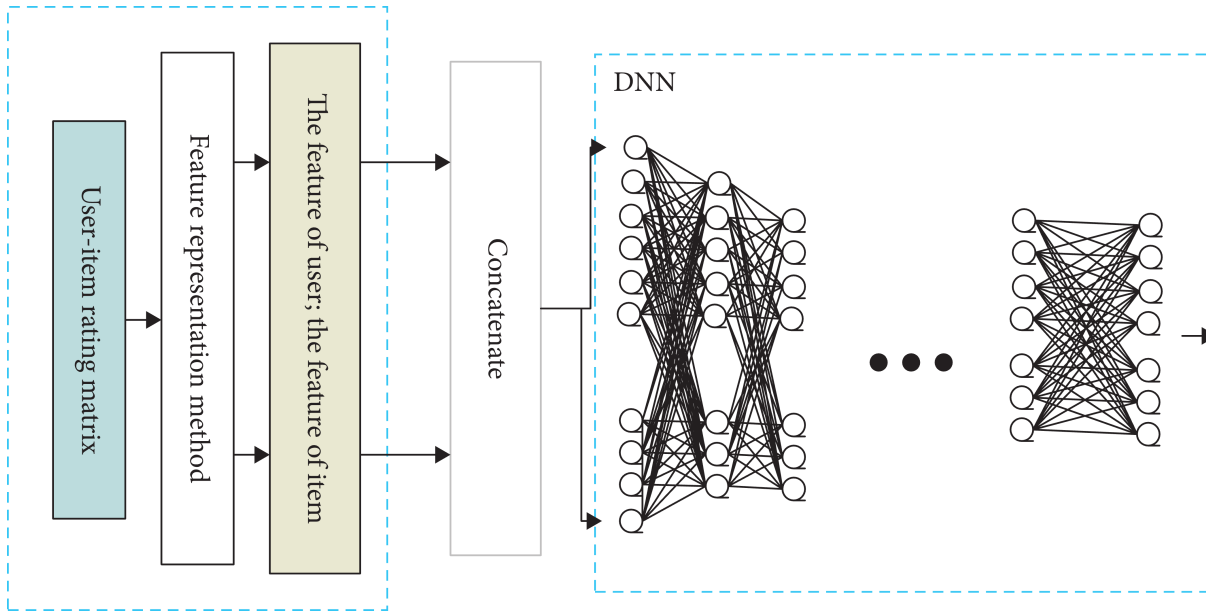 User-item rating matrix
Feature representation method
The feature of user; the feature of item
Concatenate
DNN